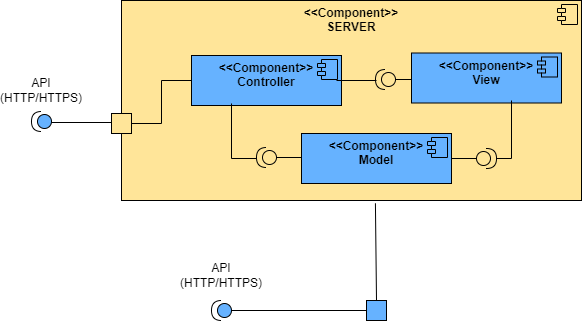 <<Component>>
SERVER
<<Component>>
Controller
<<Component>>
View
API
(HTTP/HTTPS)
<<Component>>
Model
API
(HTTP/HTTPS)